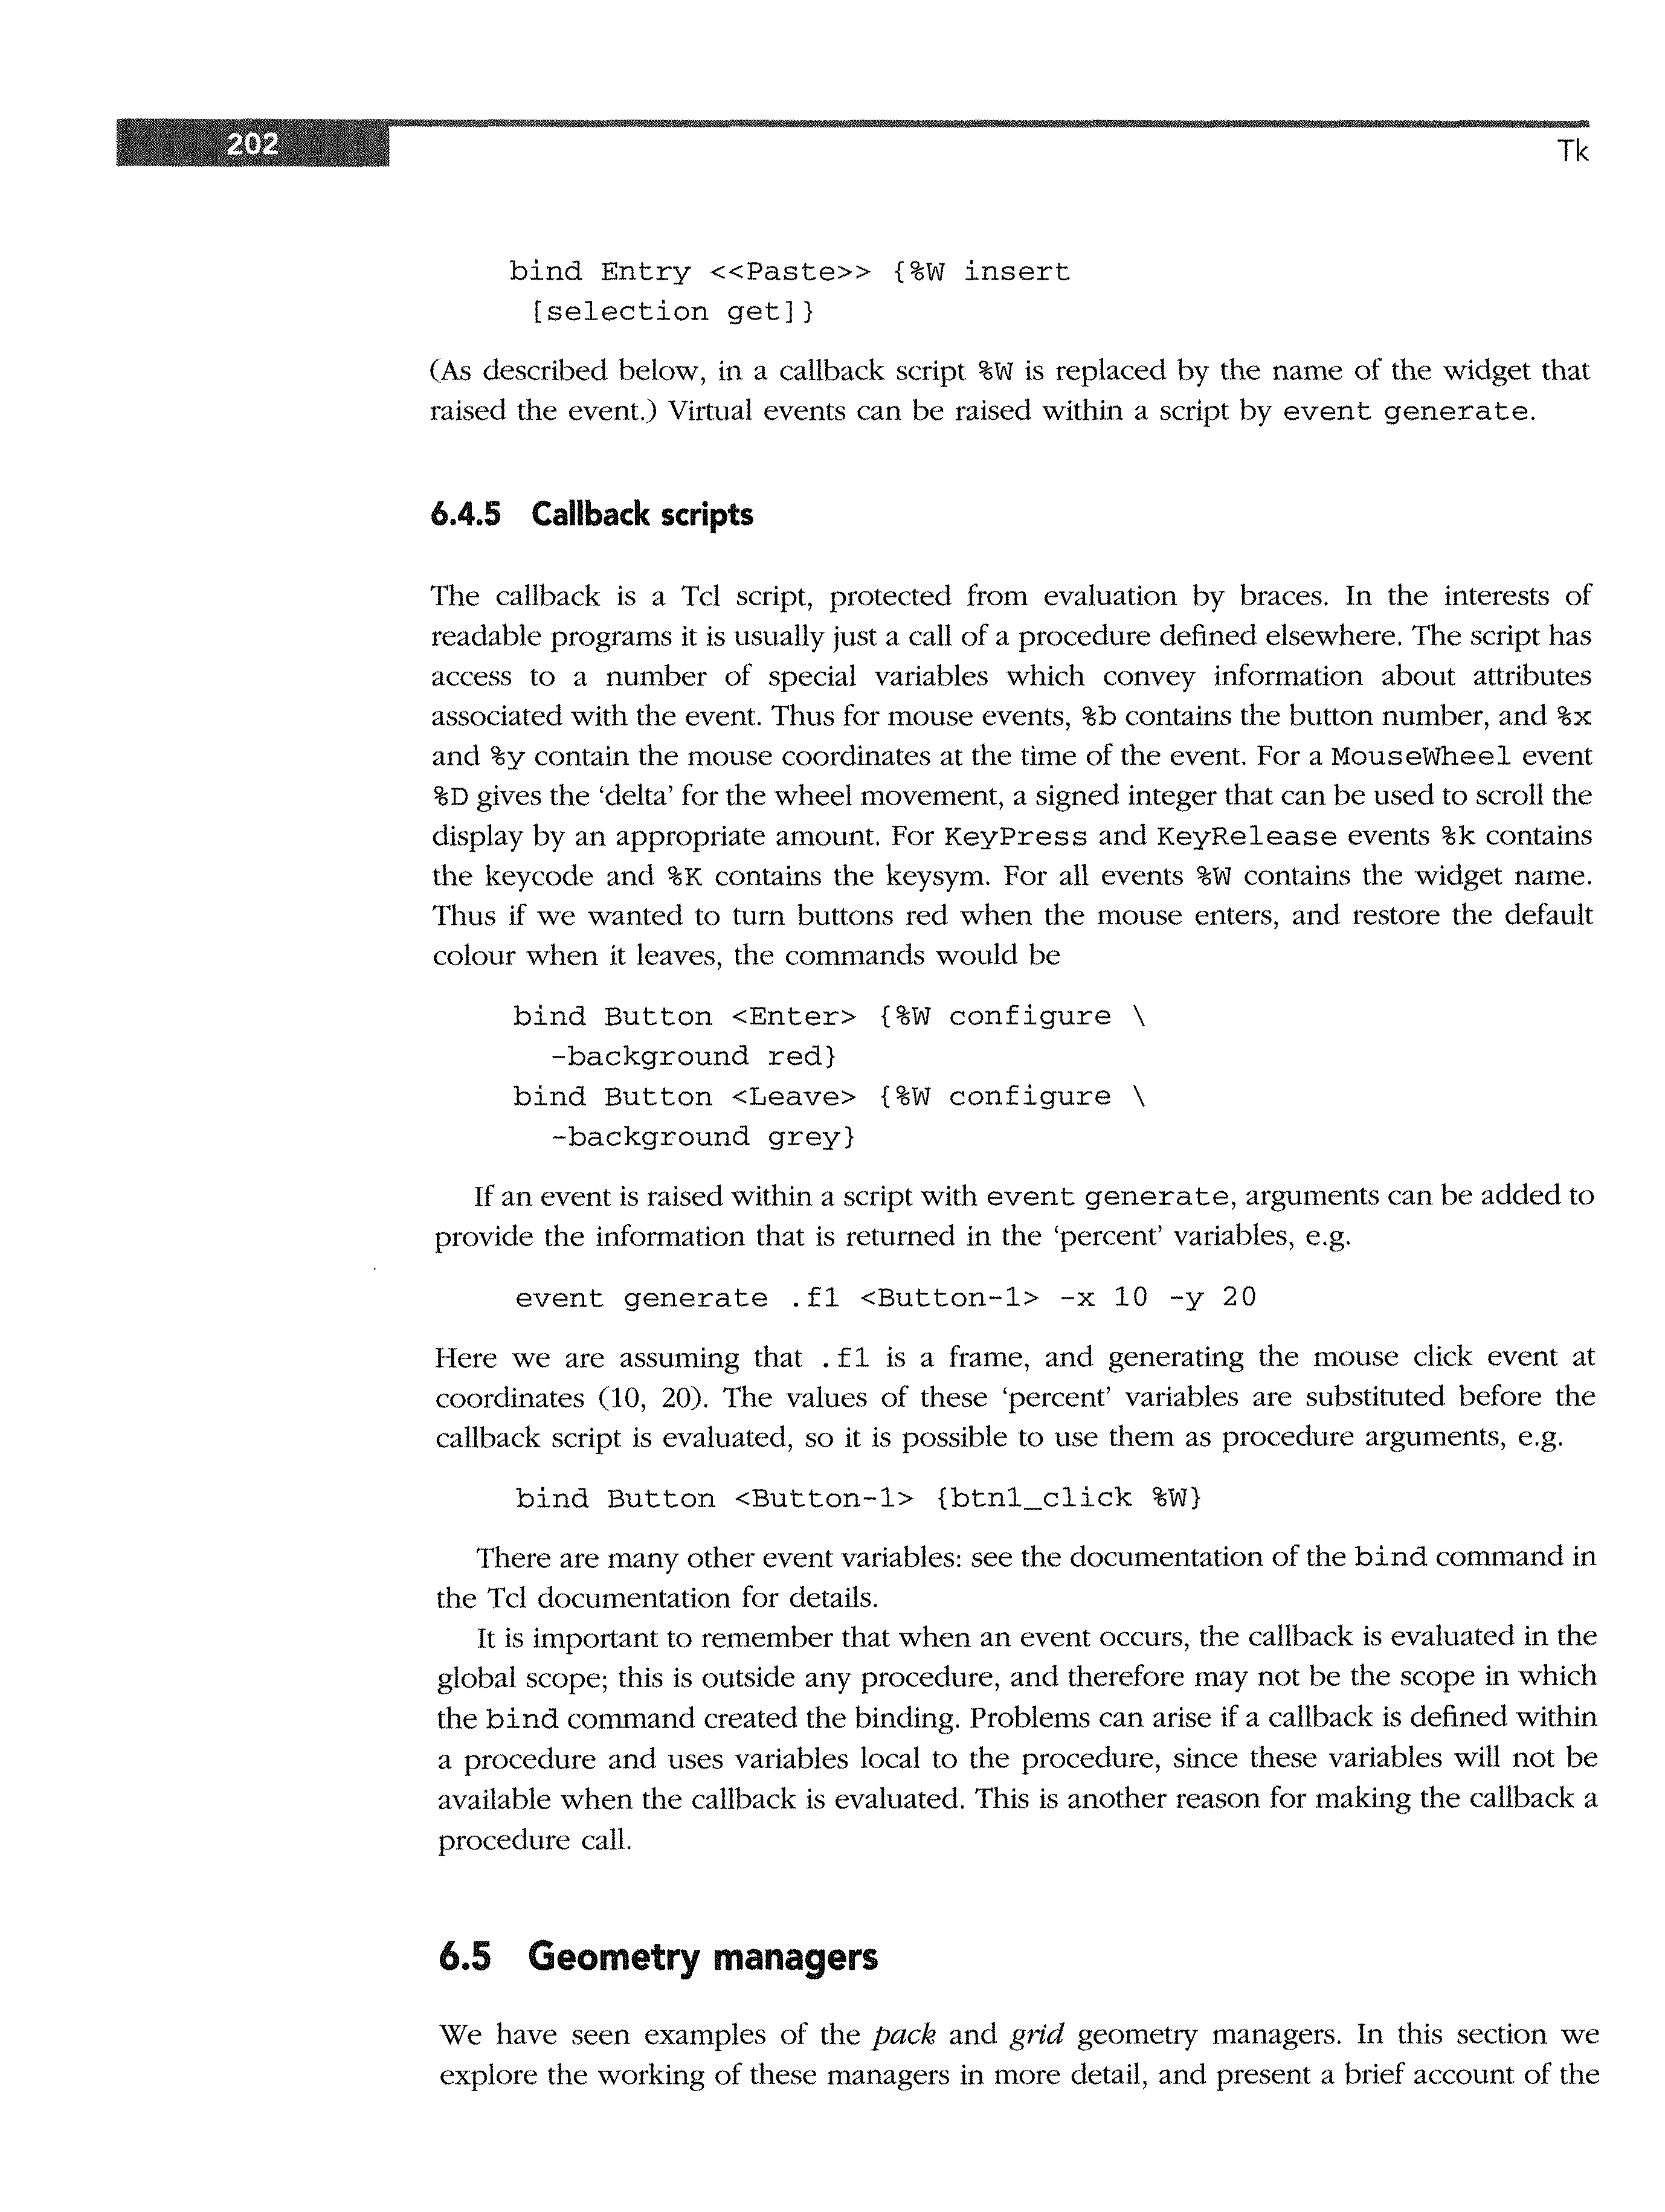 202
Tk
bind Entry <<Paste>> {%W insert
[selection get]}
(As described below, in a callback script %W is replaced by the name of the widget that
raised the event.) Virtual events can be raised within a script by event generate.
6.4.5 Callback scripts
The callback is a Tcl script, protected from evaluation by braces. In the interests of
readable programs it is usually just a call of a procedure defined elsewhere. The script has
access to a number of special variables which convey information about attributes
associated with the event. Thus for mouse events, %b contains the button number, and %x
and %y contain the mouse coordinates at the time of the event. For a MouseWheel event
%D gives the ‘delta’ for the wheel movement, a signed integer that can be used to scroll the
display by an appropriate amount. For KeyPress and KeyRelease events %k contains
the keycode and %K contains the keysym. For all events %W contains the widget name.
Thus if we wanted to turn buttons red when the mouse enters, and restore the default
colour when it leaves, the commands would be
bind Button <Enter> {%W configure \
-background red}
bind Button <Leave> {%W configure \
-background grey}
If an event is raised within a script with event generate, arguments can be added to
provide the information that is returned in the ‘percent’ variables, e.g.
event generate .f1 <Button-1> -x 10 -y 20
Here we are assuming that .f1 is a frame, and generating the mouse click event at
coordinates (10, 20). The values of these ‘percent’ variables are substituted before the
callback script is evaluated, so it is possible to use them as procedure arguments, e.g.
bind Button <Button-1> {btn1_click %W}
There are many other event variables: see the documentation of the bind command in
the Tcl documentation for details.
It is important to remember that when an event occurs, the callback is evaluated in the
global scope; this is outside any procedure, and therefore may not be the scope in which
the bind command created the binding. Problems can arise if a callback is defined within
a procedure and uses variables local to the procedure, since these variables will not be
available when the callback is evaluated. This is another reason for making the callback a
procedure call.
6.5 Geometry managers
We have seen examples of the pack and grid geometry managers. In this section we
explore the working of these managers in more detail, and present a brief account of the